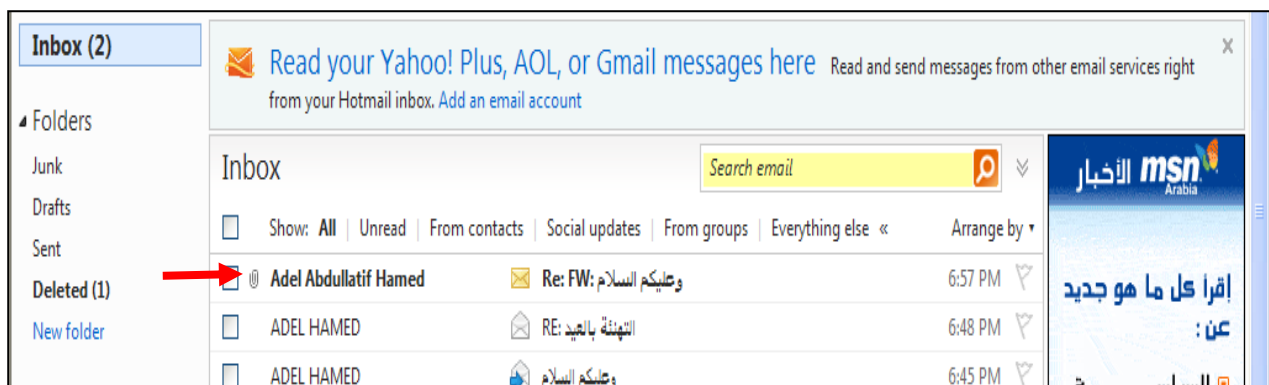 Inbox (2)
Folders
Junk
Drafts
Sent
Deleted (1)
New folder
Read your Yahoo! Plus, AOL, or Gmail messages here Read and send messages from other email services right
from your Hotmail inbox. Add an email account
Inbox
Search email
Show: All | Unread | From contacts | Social updates | From groups | Everything else « Arrange by
Adel Abdullatif Hamed Re: FW: وعليكم السلام 6:57 PM
ADEL HAMED RE: التهنئة بالعيد 6:48 PM
ADEL HAMED وعليكم السلام 6:45 PM
msn الأخبار
Arabia
إقرأ كل ما هو جديد
عن :